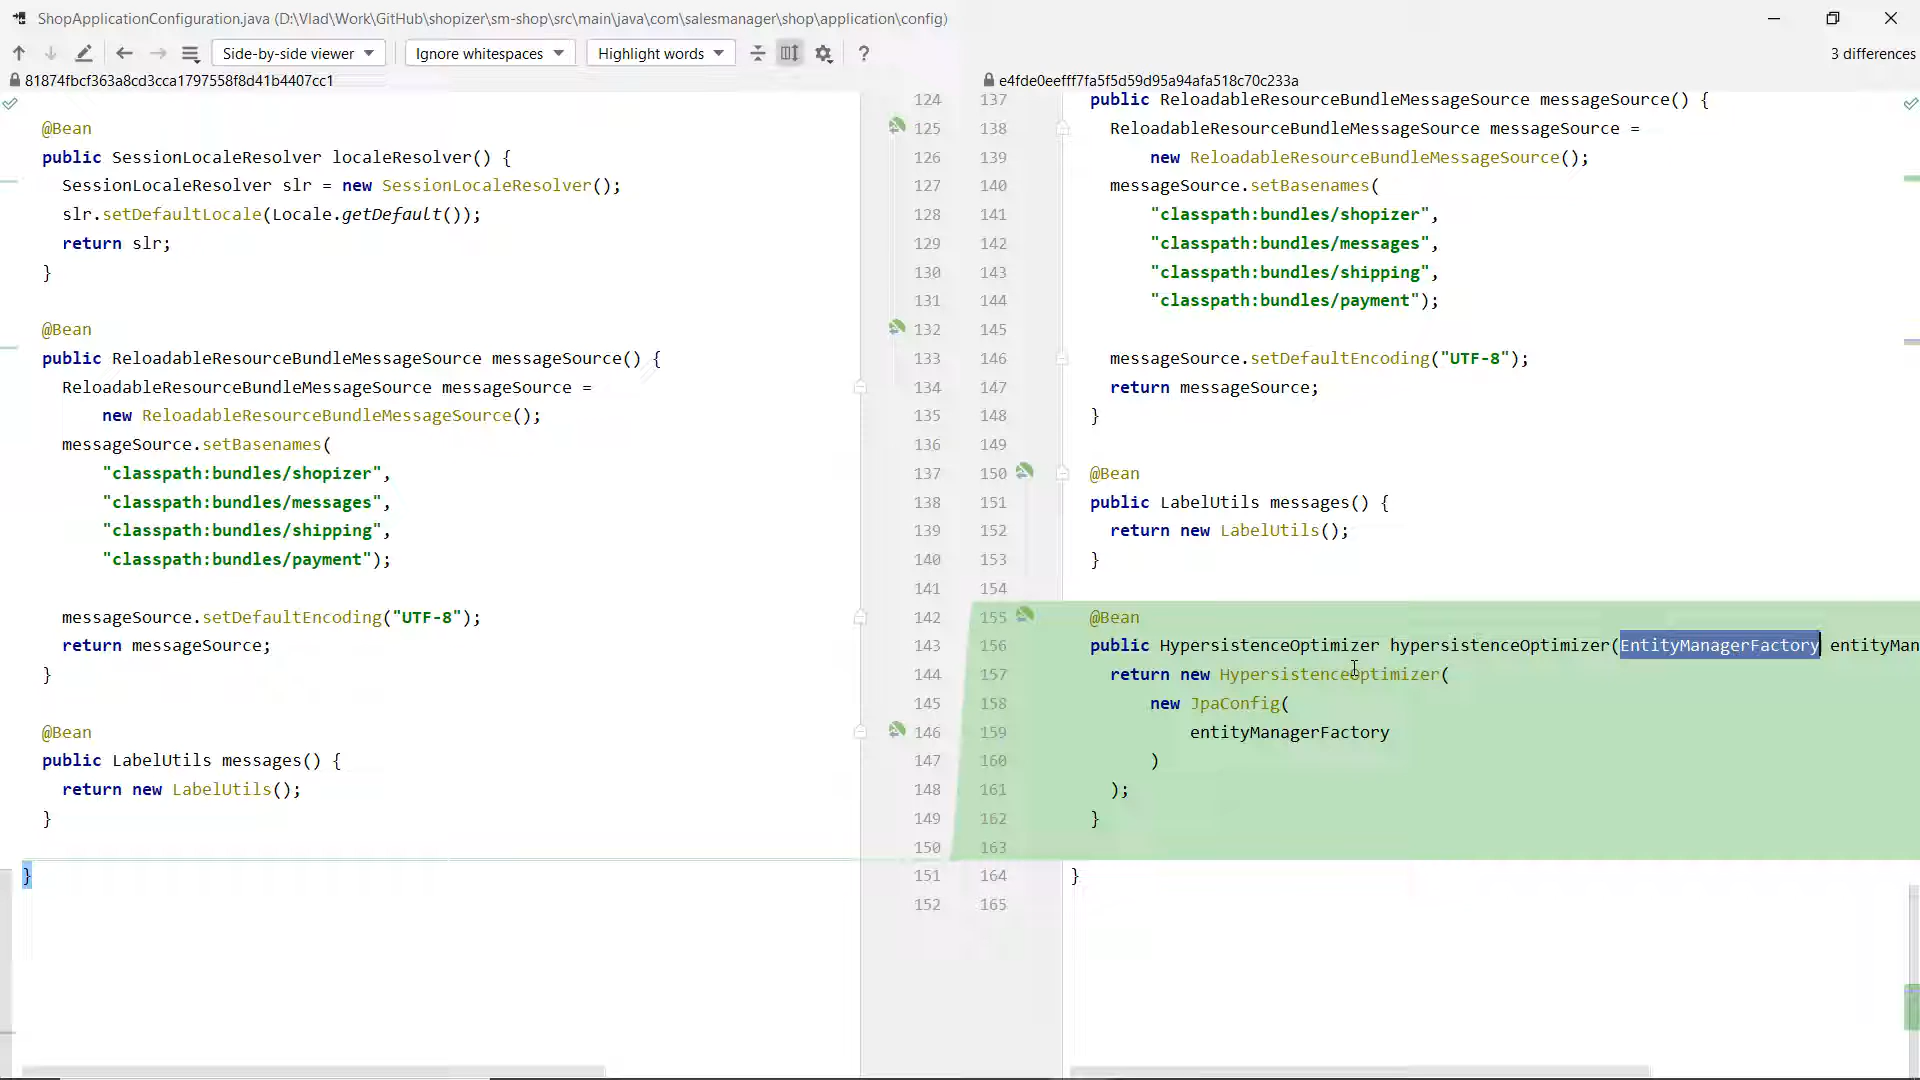 ShopApplicationConfiguration.java (D:\Vlad\Work\GitHub\shopizer\sm-shop\src\main\java\com\salesmanager\shop\application\config)
Side-by-side viewer
Ignore whitespaces
Highlight words
?
3 differences
81874fbcf363a8cd3cca1797558f8d41b4407cc1
@Bean
public SessionLocaleResolver localeResolver() {
SessionLocaleResolver slr = new SessionLocaleResolver();
slr.setDefaultLocale(Locale.getDefault());
return slr;
}
@Bean
public ReloadableResourceBundleMessageSource messageSource() {
ReloadableResourceBundleMessageSource messageSource =
new ReloadableResourceBundleMessageSource();
messageSource.setBasenames(
"classpath:bundles/shopizer",
"classpath:bundles/messages",
"classpath:bundles/shipping",
"classpath:bundles/payment");
messageSource.setDefaultEncoding("UTF-8");
return messageSource;
}
@Bean
public LabelUtils messages() {
return new LabelUtils();
}
}
124 137
125 138
126 139
127 140
128 141
129 142
130 143
131 144
132 145
133 146
134 147
135 148
136 149
137 150
138 151
139 152
140 153
141 154
142 155
143 156
144 157
145 158
146 159
147 160
148 161
149 162
150 163
151 164
152 165
e4fde0eefff7fa5f5d59d95a94afa518c70c233a
public ReloadableResourceBundleMessageSource messageSource() {
ReloadableResourceBundleMessageSource messageSource =
new ReloadableResourceBundleMessageSource();
messageSource.setBasenames(
"classpath:bundles/shopizer",
"classpath:bundles/messages",
"classpath:bundles/shipping",
"classpath:bundles/payment");
messageSource.setDefaultEncoding("UTF-8");
return messageSource;
}
@Bean
public LabelUtils messages() {
return new LabelUtils();
}
@Bean
public HypersistenceOptimizer hypersistenceOptimizer(EntityManagerFactory entityMan
return new HypersistenceOptimizer(
new JpaConfig(
entityManagerFactory
)
);
}
}